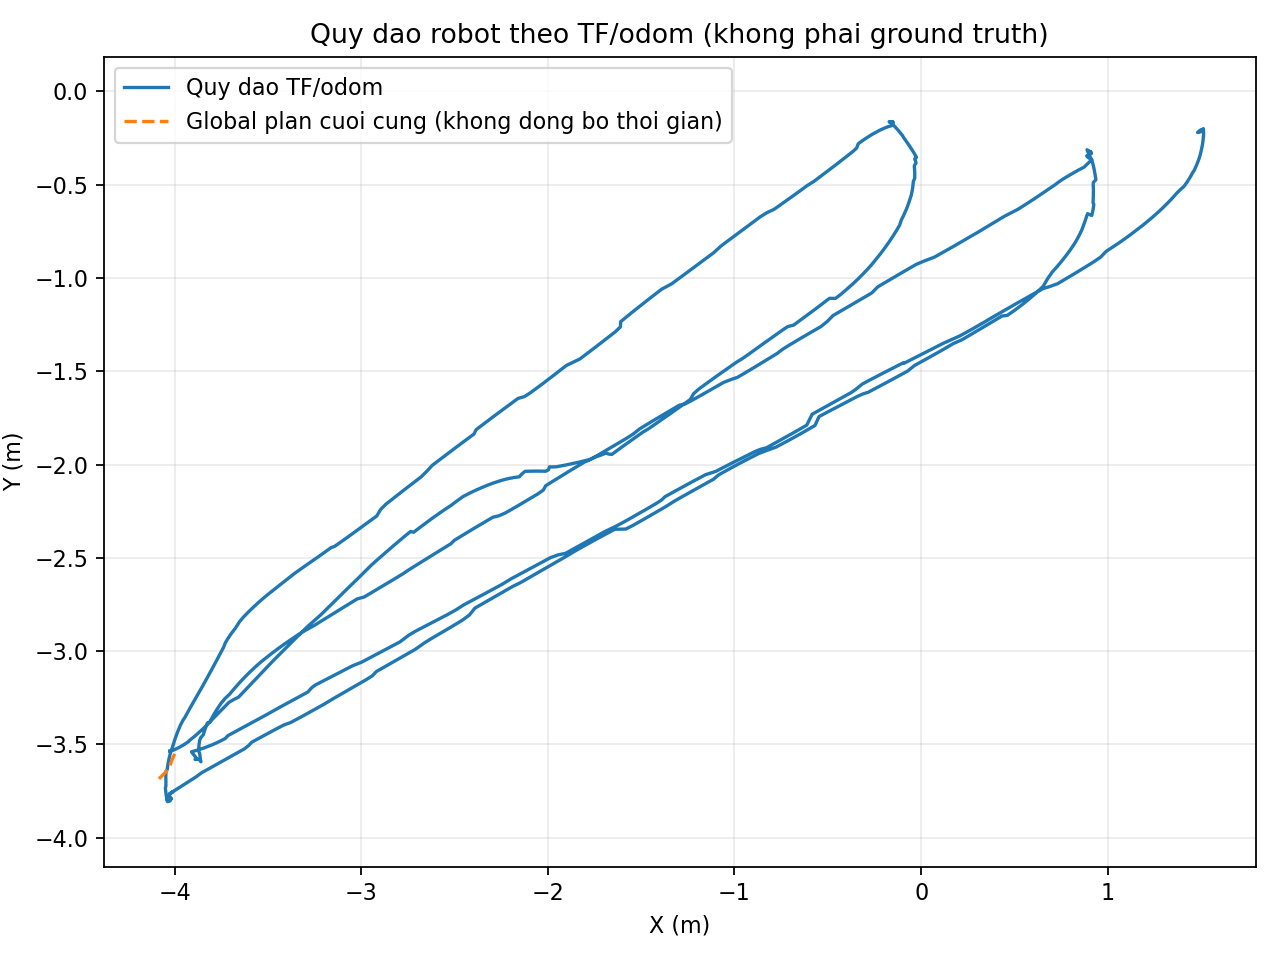 Quy dao robot theo TF/odom (khong phai ground truth)
Quy dao TF/odom
Global plan cuoi cung (khong dong bo thoi gian)
0.0
−0.5
−1.0
−1.5
−2.0
−2.5
−3.0
−3.5
−4.0
Y (m)
−4 −3 −2 −1 0 1
X (m)